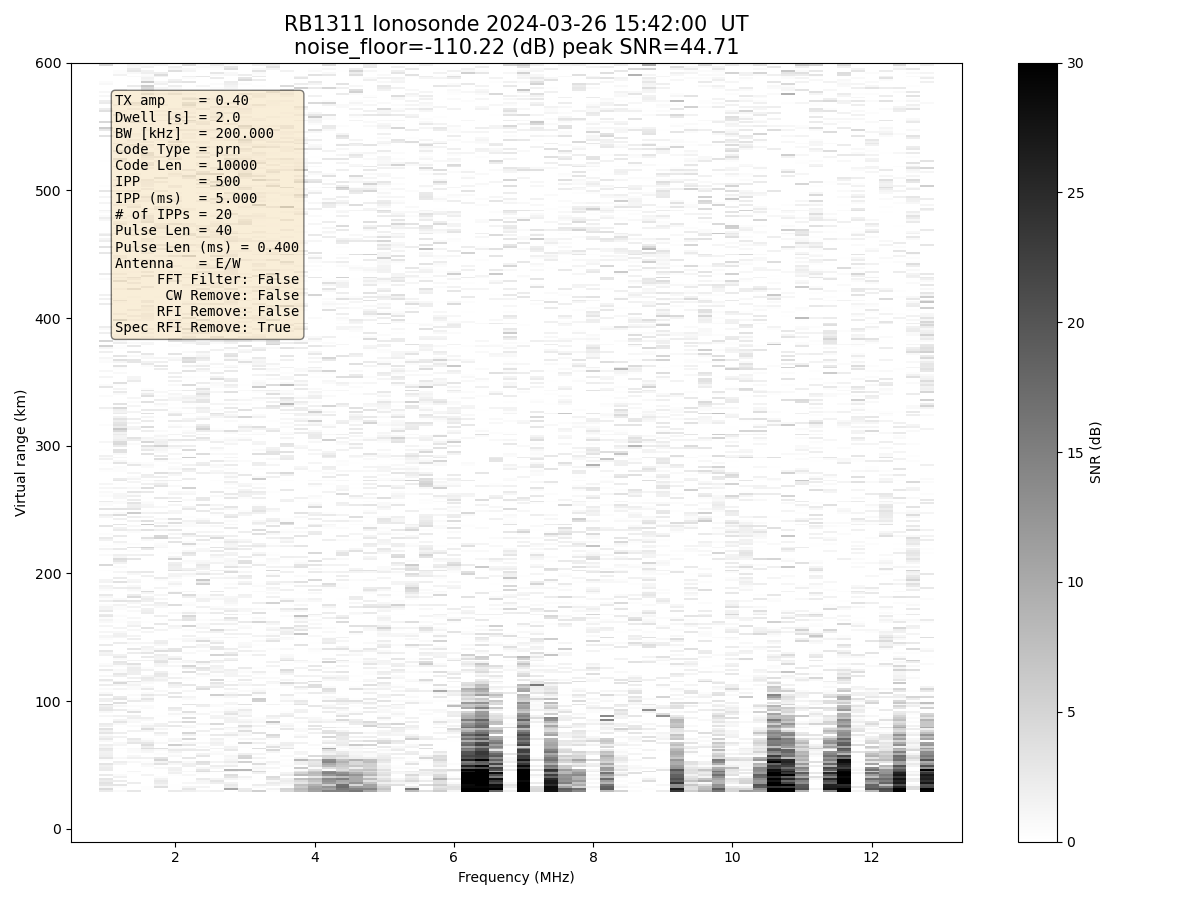 RB1311 Ionosonde 2024-03-26 15:42:00  UT
noise_floor=-110.22 (dB) peak SNR=44.71
TX amp    = 0.40
Dwell [s] = 2.0
BW [kHz]  = 200.000
Code Type = prn
Code Len  = 10000
IPP       = 500
IPP (ms)  = 5.000
# of IPPs = 20
Pulse Len = 40
Pulse Len (ms) = 0.400
Antenna   = E/W
FFT Filter: False
CW Remove: False
RFI Remove: False
Spec RFI Remove: True
Virtual range (km)
600
500
400
300
200
100
0
2
4
6
8
10
12
Frequency (MHz)
30
25
20
15
10
5
0
SNR (dB)